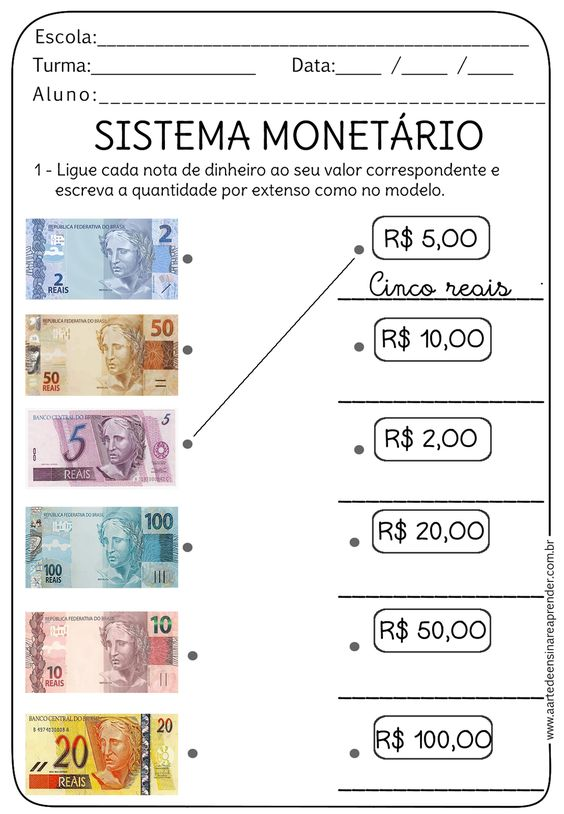 Escola:
Turma: Data: / /
Aluno:
SISTEMA MONETÁRIO
1 - Ligue cada nota de dinheiro ao seu valor correspondente e
escreva a quantidade por extenso como no modelo.
REPÚBLICA FEDERATIVA DO BRASIL
2
2
REAIS
R$ 5,00
Cinco reais
REPÚBLICA FEDERATIVA DO BRASIL
50
50
REAIS
R$ 10,00
BANCO CENTRAL DO BRASIL
5
5
REAIS
R$ 2,00
REPÚBLICA FEDERATIVA DO BRASIL
100
100
REAIS
R$ 20,00
REPÚBLICA FEDERATIVA DO BRASIL
10
10
REAIS
R$ 50,00
BANCO CENTRAL DO BRASIL
20
20
REAIS
R$ 100,00
www.aartedeensinareaprender.com.br